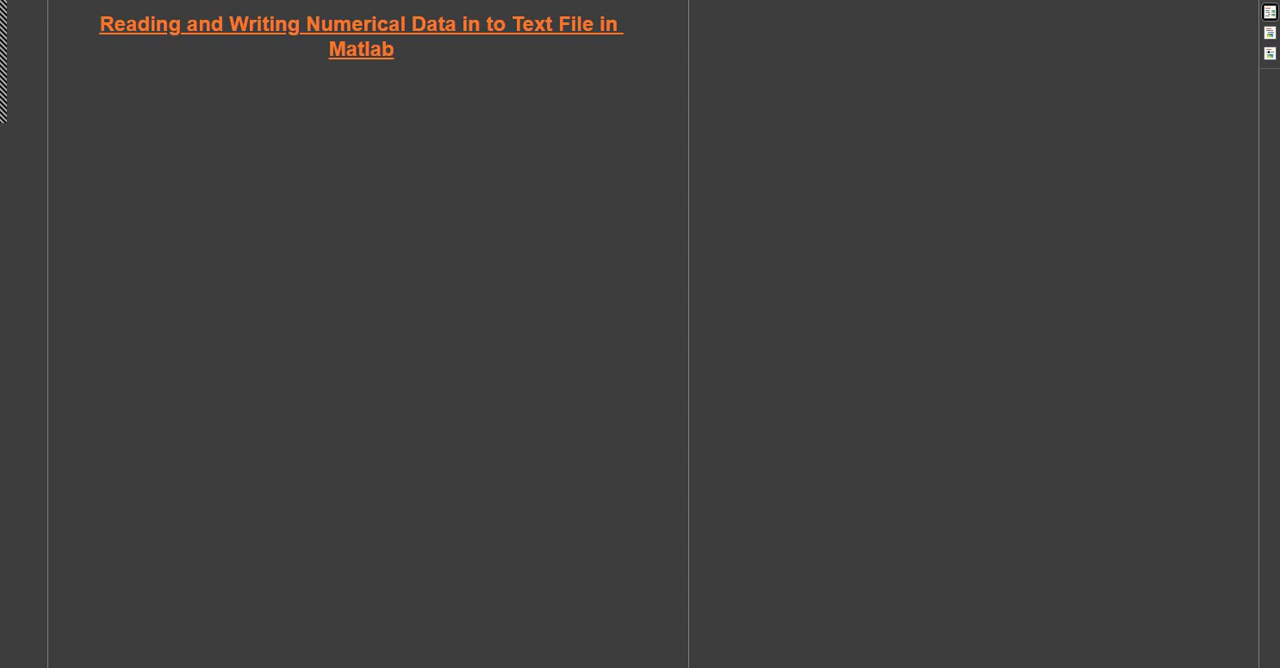 Reading and Writing Numerical Data in to Text File in
Matlab